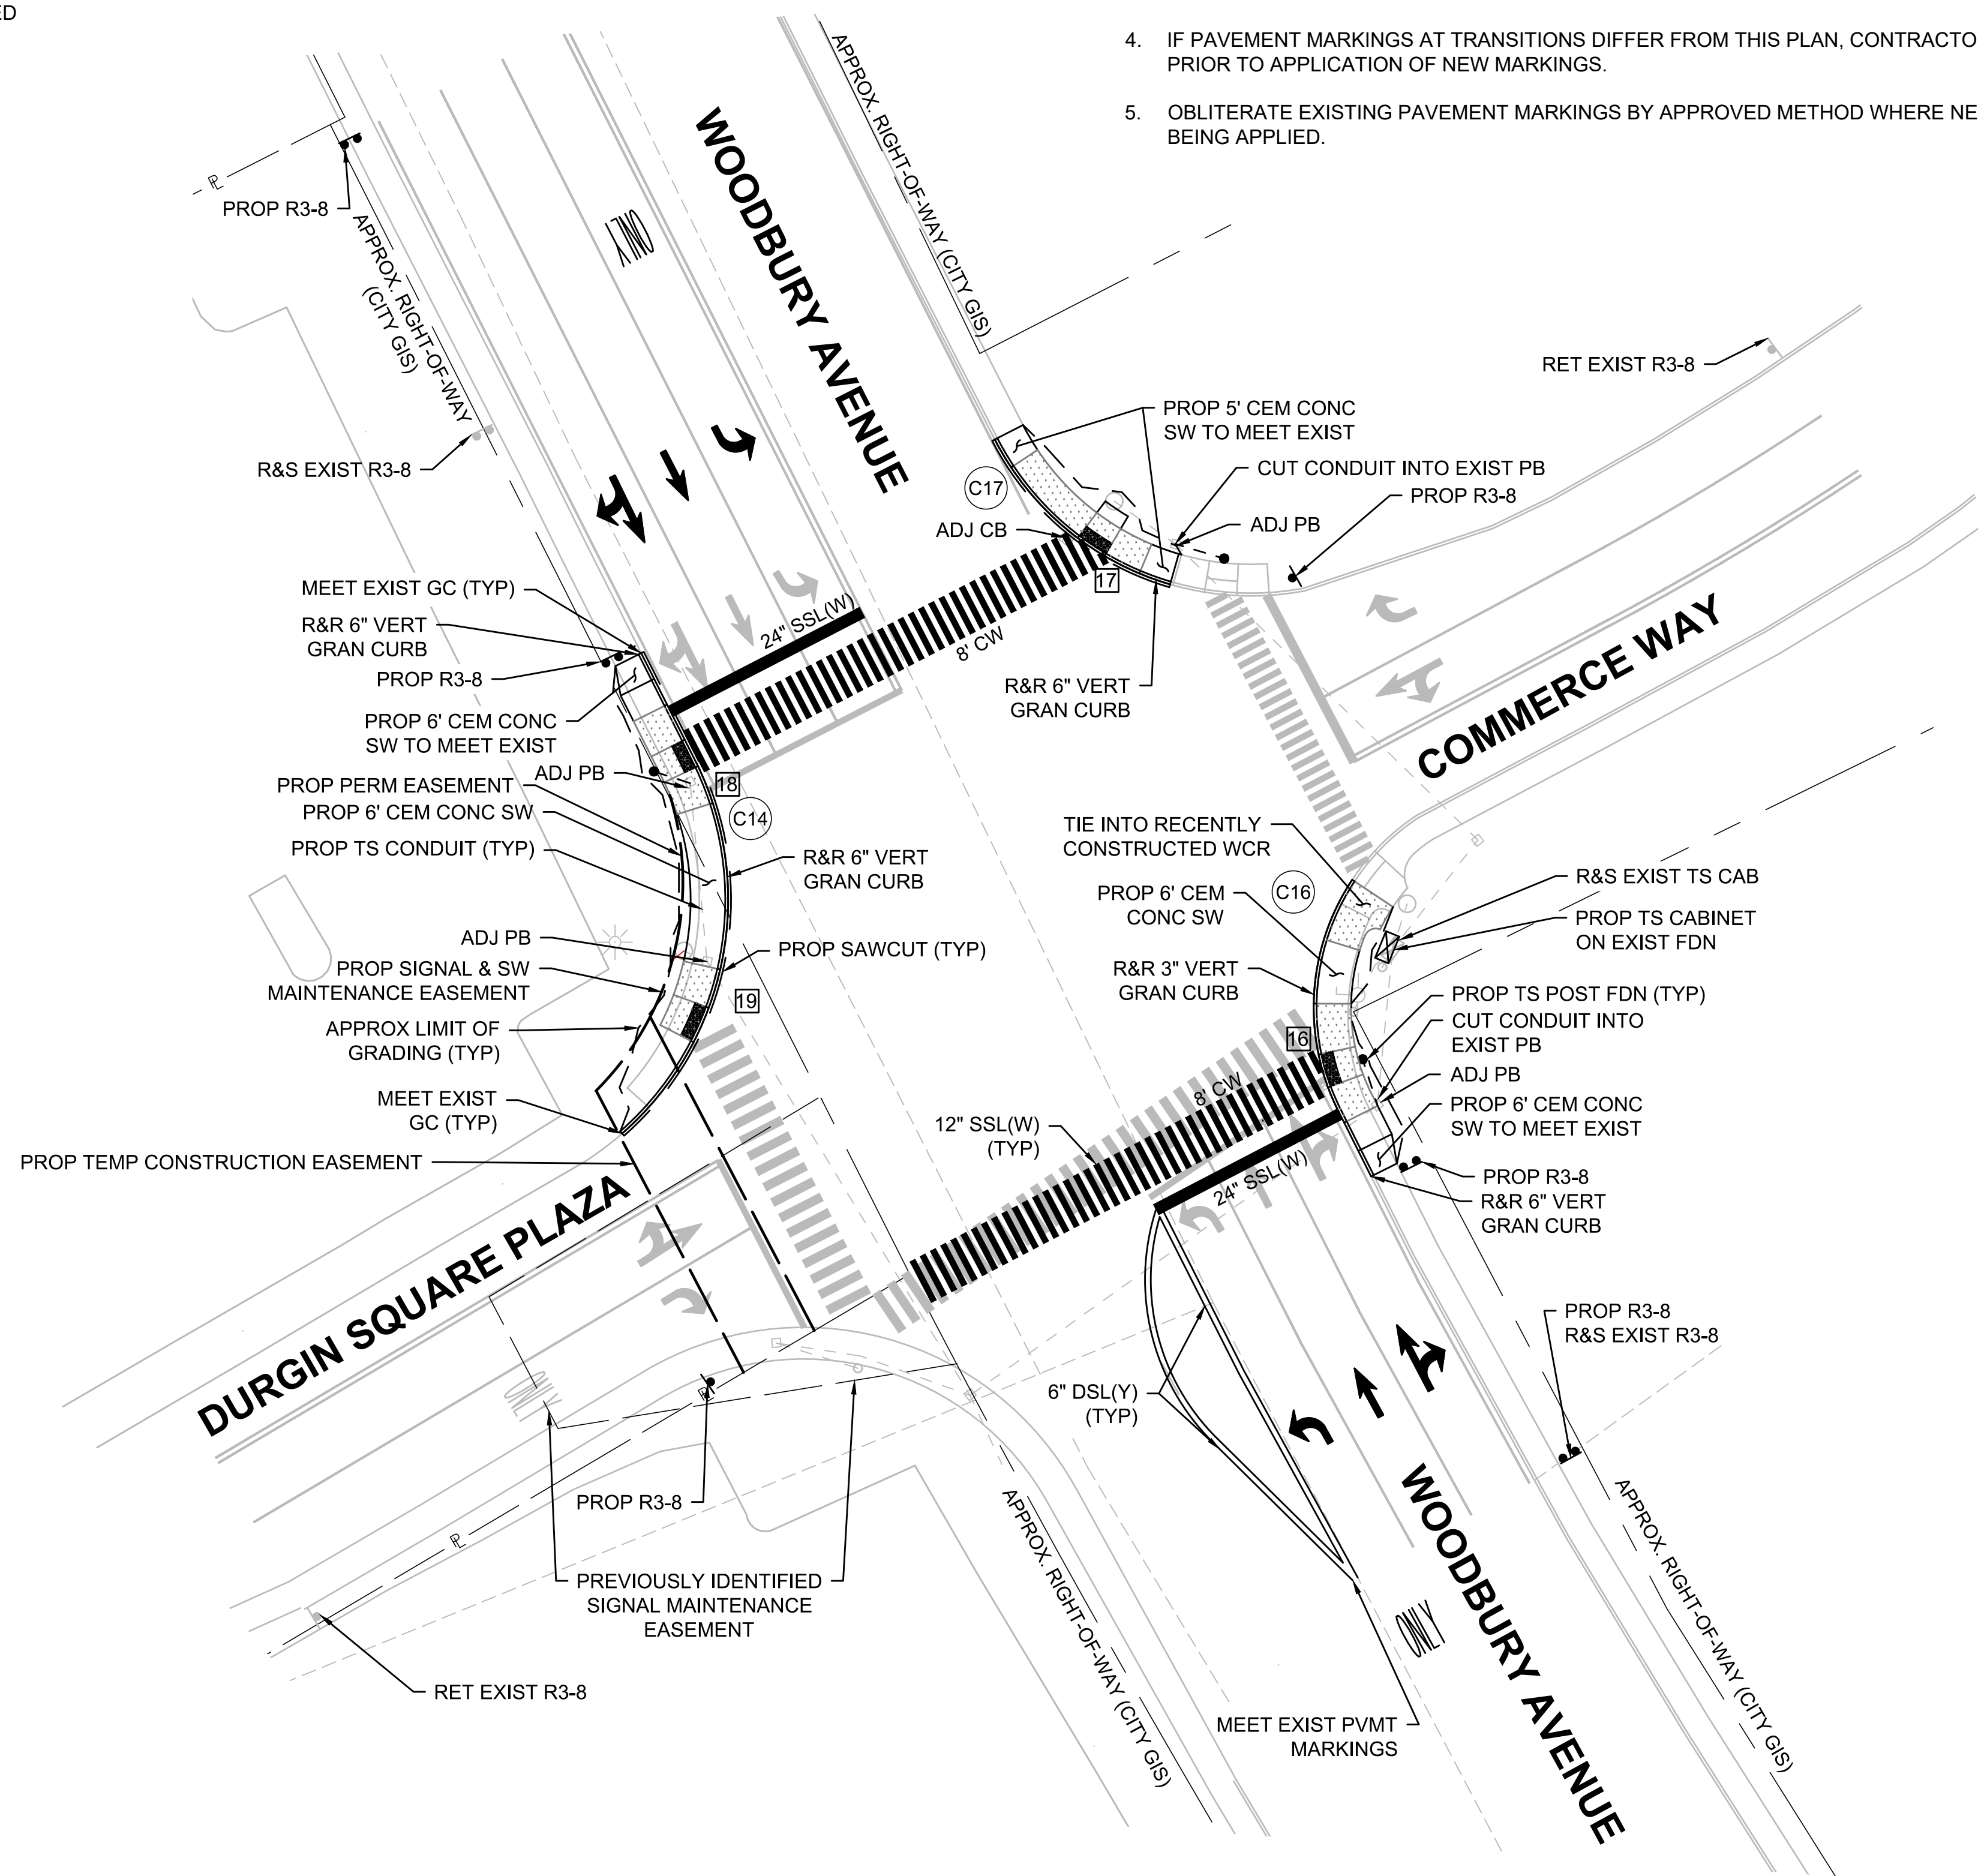 ED
4. IF PAVEMENT MARKINGS AT TRANSITIONS DIFFER FROM THIS PLAN, CONTRACTO
PRIOR TO APPLICATION OF NEW MARKINGS.
5. OBLITERATE EXISTING PAVEMENT MARKINGS BY APPROVED METHOD WHERE NE
BEING APPLIED.
WOODBURY AVENUE
APPROX. RIGHT-OF-WAY (CITY GIS)
PL
PROP R3-8
APPROX. RIGHT-OF-WAY
(CITY GIS)
ONLY
R&S EXIST R3-8
RET EXIST R3-8
PROP 5' CEM CONC
SW TO MEET EXIST
CUT CONDUIT INTO EXIST PB
PROP R3-8
C17
ADJ CB
ADJ PB
17
MEET EXIST GC (TYP)
R&R 6" VERT
GRAN CURB
PROP R3-8
24" SSL(W)
8' CW
R&R 6" VERT
GRAN CURB
COMMERCE WAY
PROP 6' CEM CONC
SW TO MEET EXIST
ADJ PB
18
PROP PERM EASEMENT
PROP 6' CEM CONC SW
C14
PROP TS CONDUIT (TYP)
R&R 6" VERT
GRAN CURB
TIE INTO RECENTLY
CONSTRUCTED WCR
C16
PROP 6' CEM
CONC SW
R&S EXIST TS CAB
PROP TS CABINET
ON EXIST FDN
ADJ PB
PROP SAWCUT (TYP)
PROP SIGNAL & SW
MAINTENANCE EASEMENT
19
R&R 3" VERT
GRAN CURB
PROP TS POST FDN (TYP)
CUT CONDUIT INTO
EXIST PB
16
APPROX LIMIT OF
GRADING (TYP)
ADJ PB
8' CW
MEET EXIST
GC (TYP)
PROP 6' CEM CONC
SW TO MEET EXIST
12" SSL(W)
(TYP)
PROP TEMP CONSTRUCTION EASEMENT
24" SSL(W)
PROP R3-8
R&R 6" VERT
GRAN CURB
DURGIN SQUARE PLAZA
PROP R3-8
R&S EXIST R3-8
ONLY
PL
6" DSL(Y)
(TYP)
PROP R3-8
PL
PREVIOUSLY IDENTIFIED
SIGNAL MAINTENANCE
EASEMENT
RET EXIST R3-8
APPROX. RIGHT-OF-WAY (CITY GIS)
ONLY
MEET EXIST PVMT
MARKINGS
WOODBURY AVENUE
APPROX. RIGHT-OF-WAY (CITY GIS)